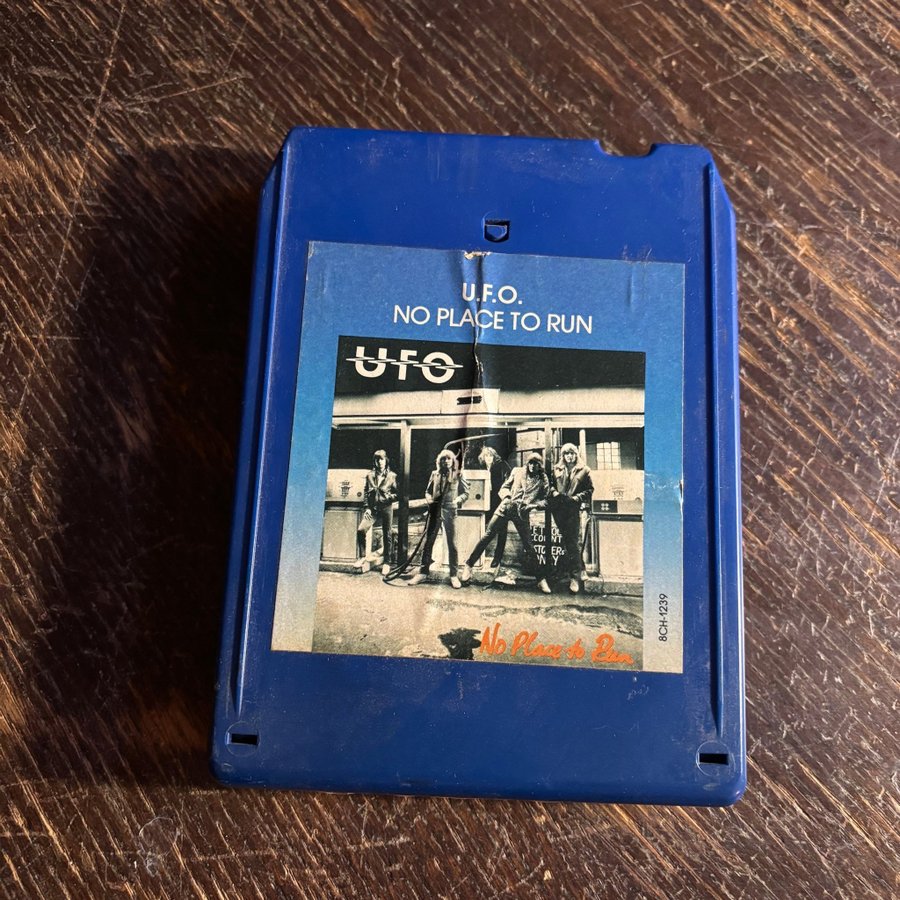 U.F.O.
NO PLACE TO RUN
UFO
No Place to Run
8CH-1239